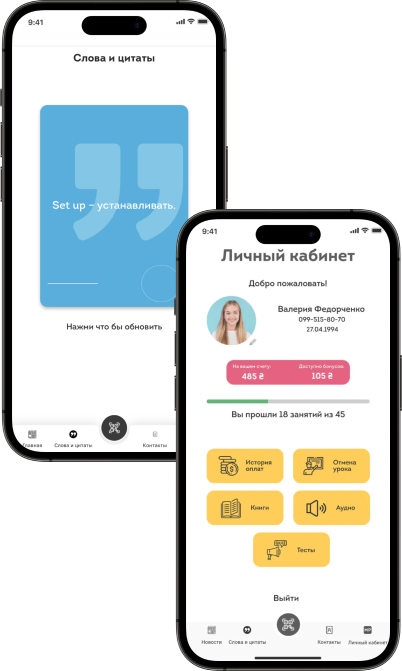 9:41
Слова и цитаты
Set up – устанавливать.
Нажни что бы обновить
Главная
Слова и цитаты
Контакты
9:41
Личный кабинет
Добро пожаловать!
Валерия Федорченко
099-515-80-70
27.04.1994
На вашем счету:
Доступно бонусов:
485 ₴
105 ₴
Вы прошли 18 занятий из 45
История
оплат
Отмена
урока
Книги
Аудио
Тесты
Выйти
Новости
Слова и цитаты
Контакты
Личный кабинет